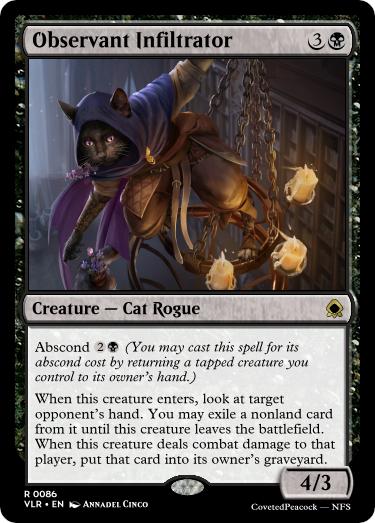 Observant Infiltrator 3
Creature — Cat Rogue
Abscond 2 (You may cast this spell for its
abscond cost by returning a tapped creature you
control to its owner's hand.)
When this creature enters, look at target
opponent's hand. You may exile a nonland card
from it until this creature leaves the battlefield.
When this creature deals combat damage to that
player, put that card into its owner's graveyard.
4/3
R 0086
VLR • EN Annadel Cinco
CovetedPeacock — NFS